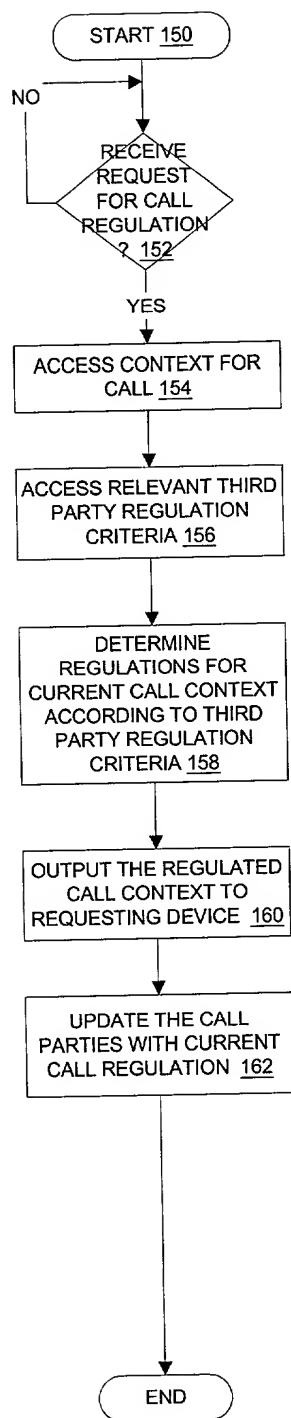 START 150
NO
RECEIVE
REQUEST
FOR CALL
REGULATION
? 152
YES
ACCESS CONTEXT FOR
CALL 154
ACCESS RELEVANT THIRD
PARTY REGULATION
CRITERIA 156
DETERMINE
REGULATIONS FOR
CURRENT CALL CONTEXT
ACCORDING TO THIRD
PARTY REGULATION
CRITERIA 158
OUTPUT THE REGULATED
CALL CONTEXT TO
REQUESTING DEVICE 160
UPDATE THE CALL
PARTIES WITH CURRENT
CALL REGULATION 162
END